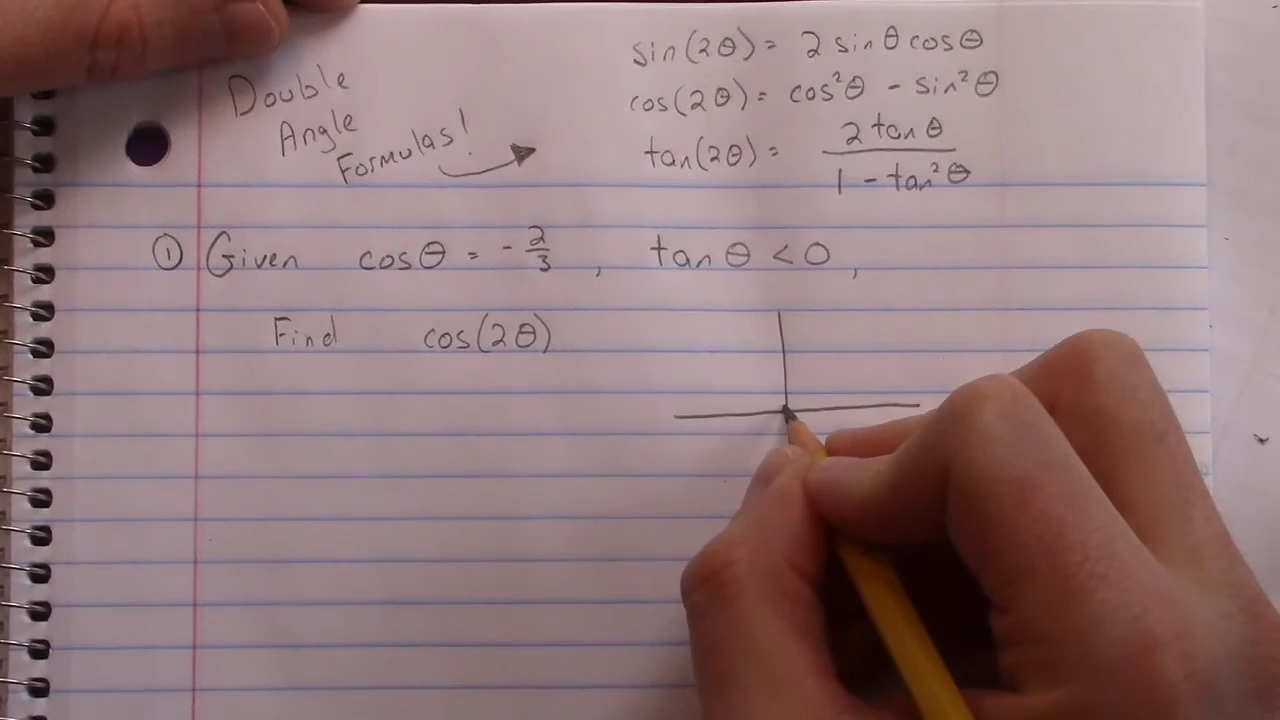 Double
Angle
Formulas!
sin(2θ) = 2 sinθ cosθ
cos(2θ) = cos²θ - sin²θ
tan(2θ) = 2 tanθ / 1 - tan²θ
① Given cosθ = -2/3 , tanθ < 0 ,
Find cos(2θ)